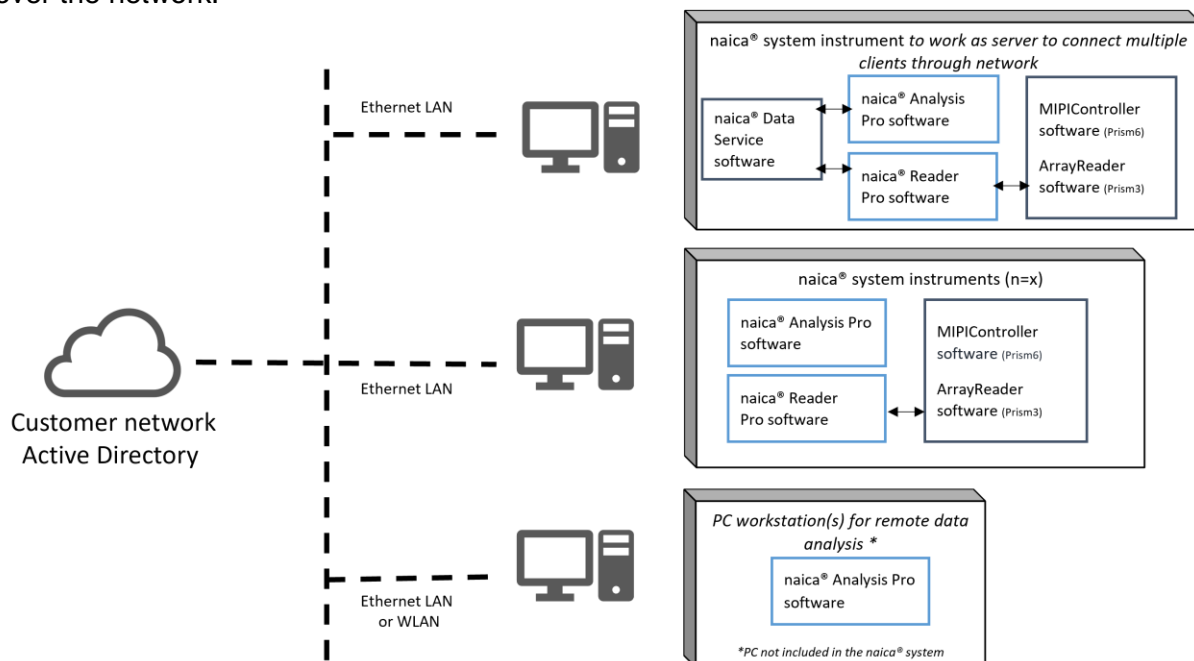 over the network.
naica® system instrument to work as server to connect multiple
clients through network
Ethernet LAN
naica® Data
Service
software
naica® Analysis
Pro software
naica® Reader
Pro software
MIPIController
software (Prism6)
ArrayReader
software (Prism3)
naica® system instruments (n=x)
Ethernet LAN
naica® Analysis Pro
software
naica® Reader
Pro software
MIPIController
software (Prism6)
ArrayReader
software (Prism3)
Customer network
Active Directory
PC workstation(s) for remote data
analysis *
Ethernet LAN
or WLAN
naica® Analysis Pro
software
*PC not included in the naica® system